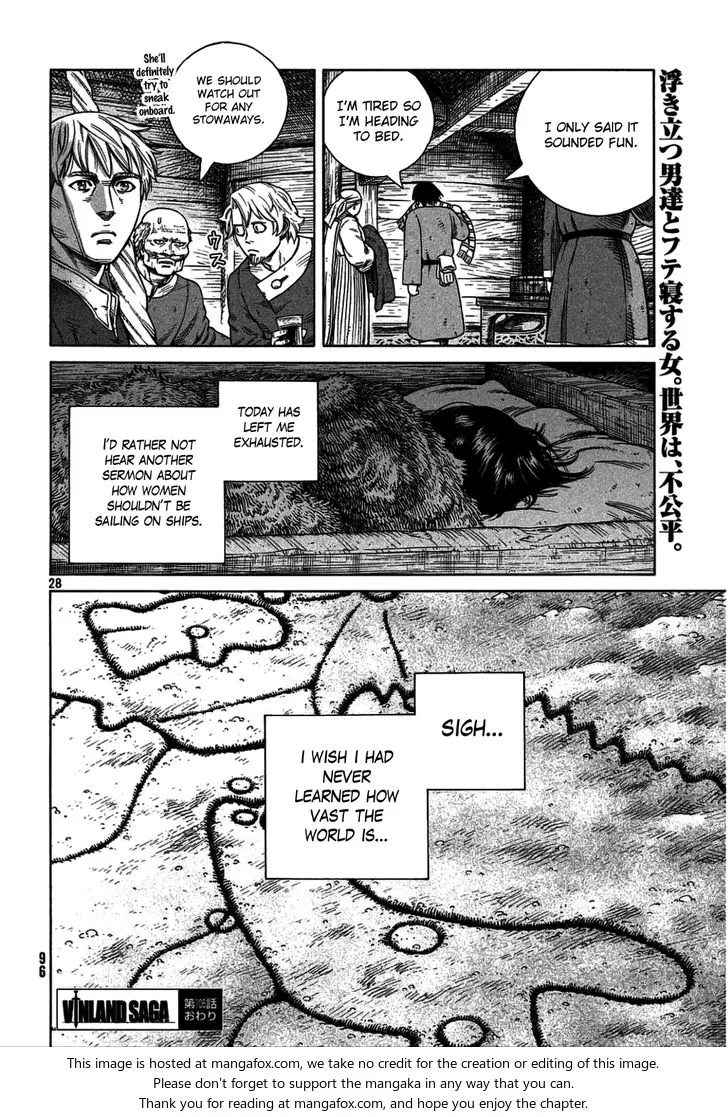 I ONLY SAID IT
SOUNDED FUN.
I'M TIRED SO
I'M HEADING
TO BED.
WE SHOULD
WATCH OUT
FOR ANY
STOWAWAYS.
She'll
definitely
try to
sneak
onboard.
ウス
浮き立つ男達とフテ寝する女。世界は、不公平。
TODAY HAS
LEFT ME
EXHAUSTED.
I'D RATHER NOT
HEAR ANOTHER
SERMON ABOUT
HOW WOMEN
SHOULDN'T BE
SAILING ON SHIPS.
28
SIGH...
I WISH I HAD
NEVER
LEARNED HOW
VAST THE
WORLD IS...
96
VINLAND SAGA
第106話
おわり
This image is hosted at mangafox.com, we take no credit for the creation or editing of this image.
Please don't forget to support the mangaka in any way that you can.
Thank you for reading at mangafox.com, and hope you enjoy the chapter.